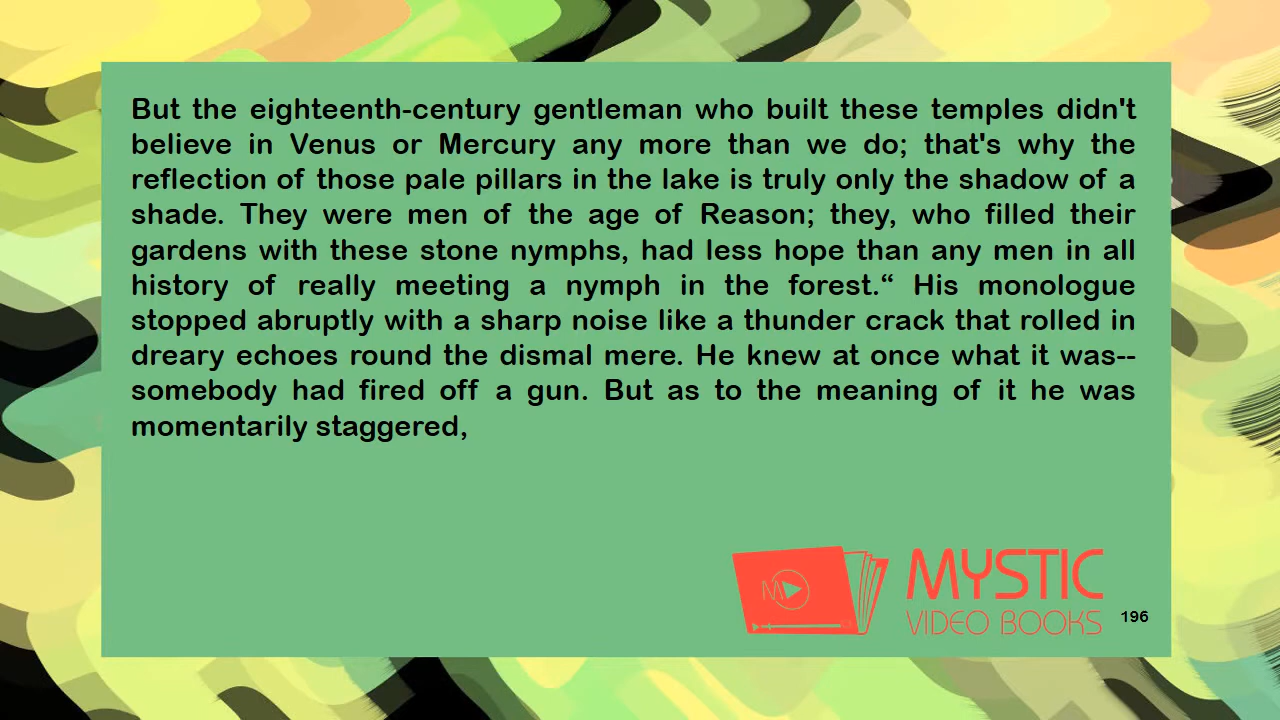 But the eighteenth-century gentleman who built these temples didn't
believe in Venus or Mercury any more than we do; that's why the
reflection of those pale pillars in the lake is truly only the shadow of a
shade. They were men of the age of Reason; they, who filled their
gardens with these stone nymphs, had less hope than any men in all
history of really meeting a nymph in the forest.“ His monologue
stopped abruptly with a sharp noise like a thunder crack that rolled in
dreary echoes round the dismal mere. He knew at once what it was--
somebody had fired off a gun. But as to the meaning of it he was
momentarily staggered,
M
MYSTIC
VIDEO BOOKS
196